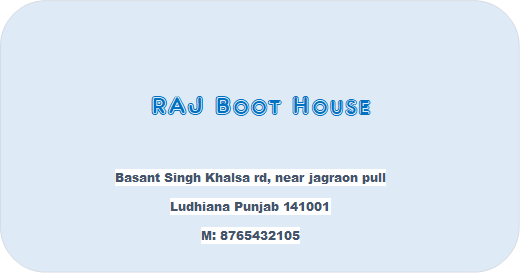 RAJ Boot House
Basant Singh Khalsa rd, near jagraon pull
Ludhiana Punjab 141001
M: 8765432105